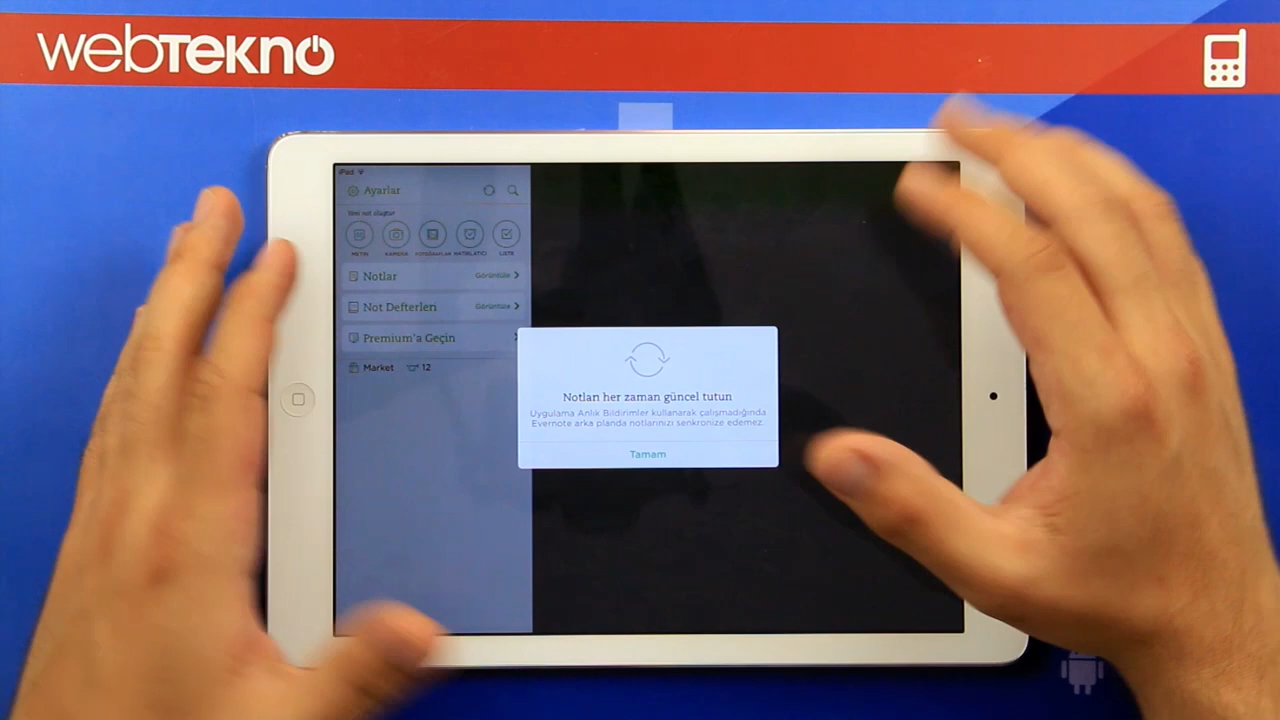 webTEKNO
iPad
Ayarlar
Yeni not oluştur
METİN KAMERA FOTOĞRAFLAR HATIRLATICI LİSTE
Notlar Görüntüle
Not Defterleri Görüntüle
Premium'a Geçin
Market 12
Notları her zaman güncel tutun
Uygulama Anlık Bildirimler kullanarak çalışmadığında
Evernote arka planda notlarınızı senkronize edemez.
Tamam